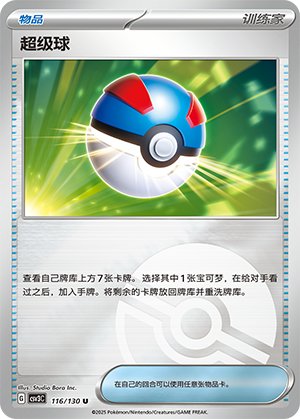 物品
训练家
超级球
查看自己牌库上方7张卡牌。选择其中1张宝可梦，在给对手看
过之后，加入手牌。将剩余的卡牌放回牌库并重洗牌库。
Illus. Studio Bora Inc.
G CSV3C 116/130 U
在自己的回合可以使用任意张物品卡。
©2025 Pokémon/Nintendo/Creatures/GAME FREAK.